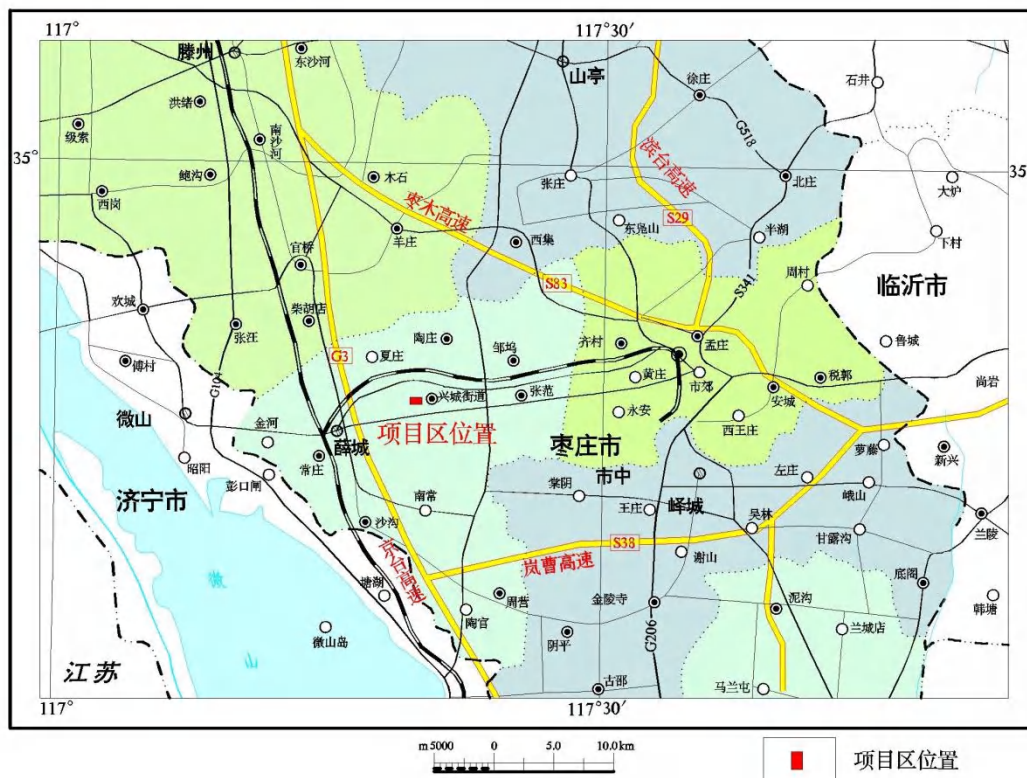 117°
117°30′
滕州
东沙河
山亭
徐庄
石井
洪绪
级索
南沙河
G518
滨台高速
35°
35°
鲍沟
木石
张庄
北庄
大炉
西岗
枣木高速
S29
东凫山
半湖
下村
羊庄
西集
官桥
周村
临沂市
S83
S341
欢城
柴胡店
张汪
陶庄
邹坞
齐村
孟庄
鲁城
G3
夏庄
傅村
黄庄
市郊
税郭
尚岩
G104
兴城街道
张范
安城
微山
金河
项目区位置
永安
西王庄
薛城
枣庄市
萝藤
新兴
昭阳
常庄
市中
彭口闸
左庄
峨山
济宁市
棠阴
南常
王庄
峄城
吴林
甘露沟
兰陵
沙沟
S38
岚曹高速
谢山
京台高速
底阁
微
塘湖
周营
金陵寺
泥沟
韩塘
陶官
微山岛
阴平
G206
兰城店
山
江苏
古邵
马兰屯
117°
117°30′
m 5000 0 5.0 10.0 km
项目区位置